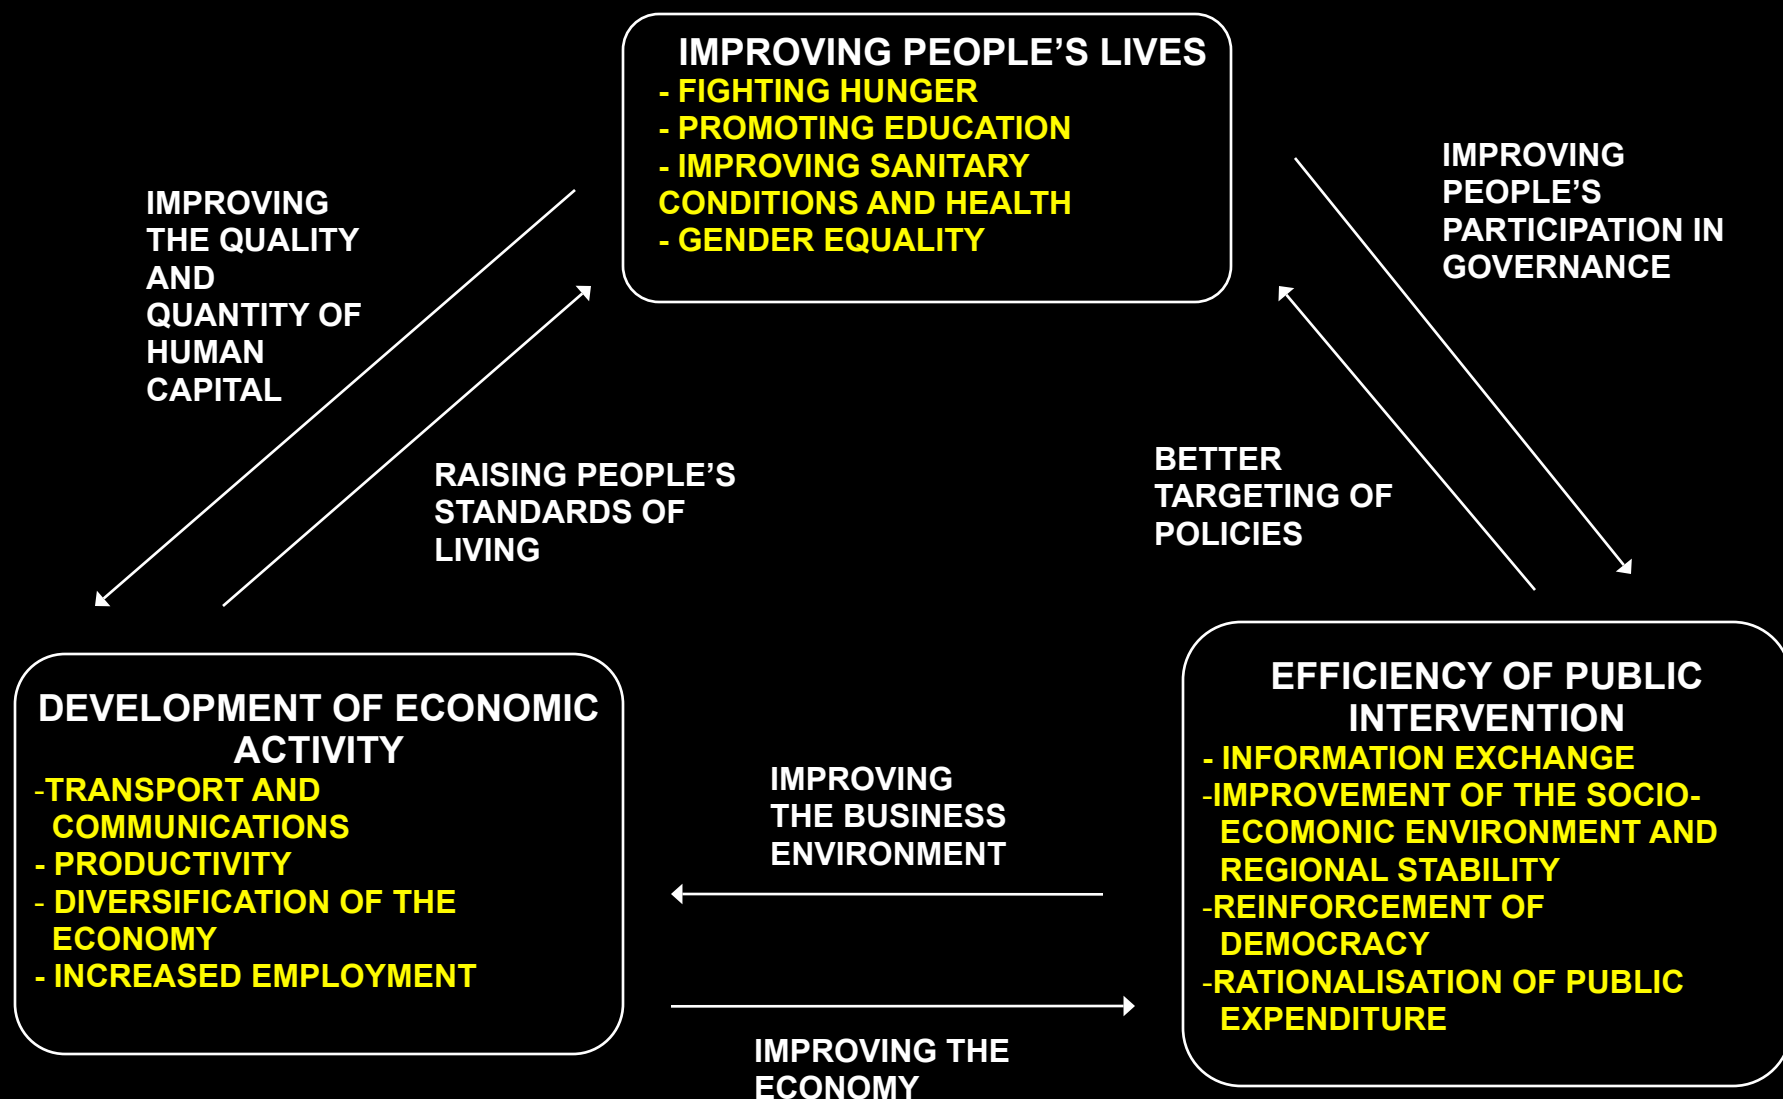 IMPROVING PEOPLE’S LIVES
- FIGHTING HUNGER
- PROMOTING EDUCATION
- IMPROVING SANITARY
CONDITIONS AND HEALTH
- GENDER EQUALITY
IMPROVING
THE QUALITY
AND
QUANTITY OF
HUMAN
CAPITAL
IMPROVING
PEOPLE’S
PARTICIPATION IN
GOVERNANCE
RAISING PEOPLE’S
STANDARDS OF
LIVING
BETTER
TARGETING OF
POLICIES
DEVELOPMENT OF ECONOMIC
ACTIVITY
-TRANSPORT AND
COMMUNICATIONS
- PRODUCTIVITY
- DIVERSIFICATION OF THE
ECONOMY
- INCREASED EMPLOYMENT
IMPROVING
THE BUSINESS
ENVIRONMENT
IMPROVING THE
ECONOMY
EFFICIENCY OF PUBLIC
INTERVENTION
- INFORMATION EXCHANGE
-IMPROVEMENT OF THE SOCIO-
ECOMONIC ENVIRONMENT AND
REGIONAL STABILITY
-REINFORCEMENT OF
DEMOCRACY
-RATIONALISATION OF PUBLIC
EXPENDITURE